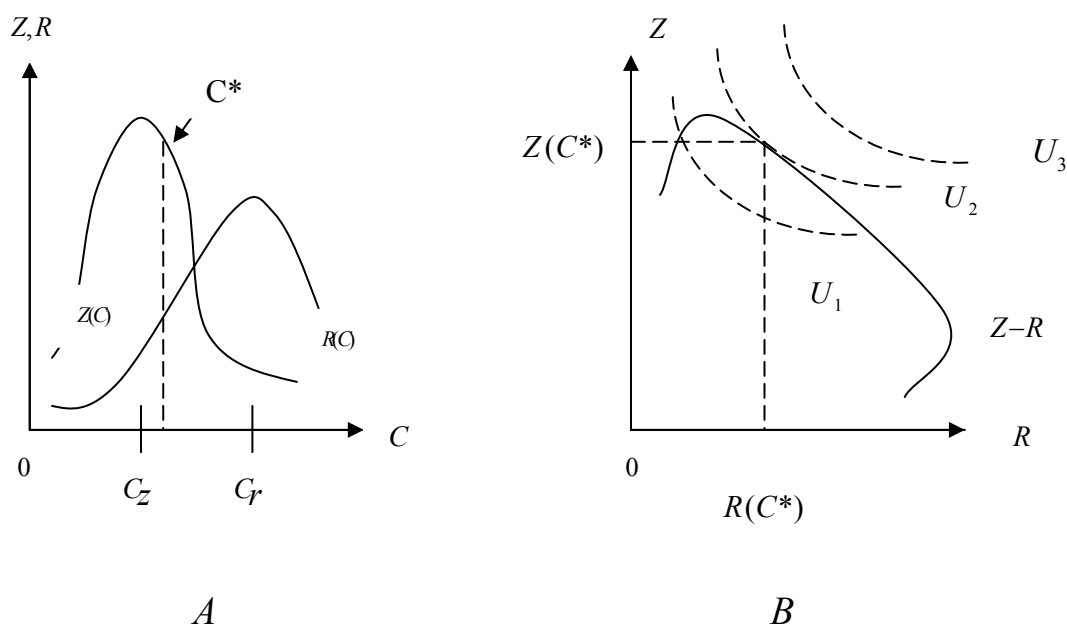 Z,R
C*
Z(C)
R(C)
C
0
C_Z
C_r
A
Z
Z(C*)
U_3
U_2
U_1
Z–R
R
0
R(C*)
B